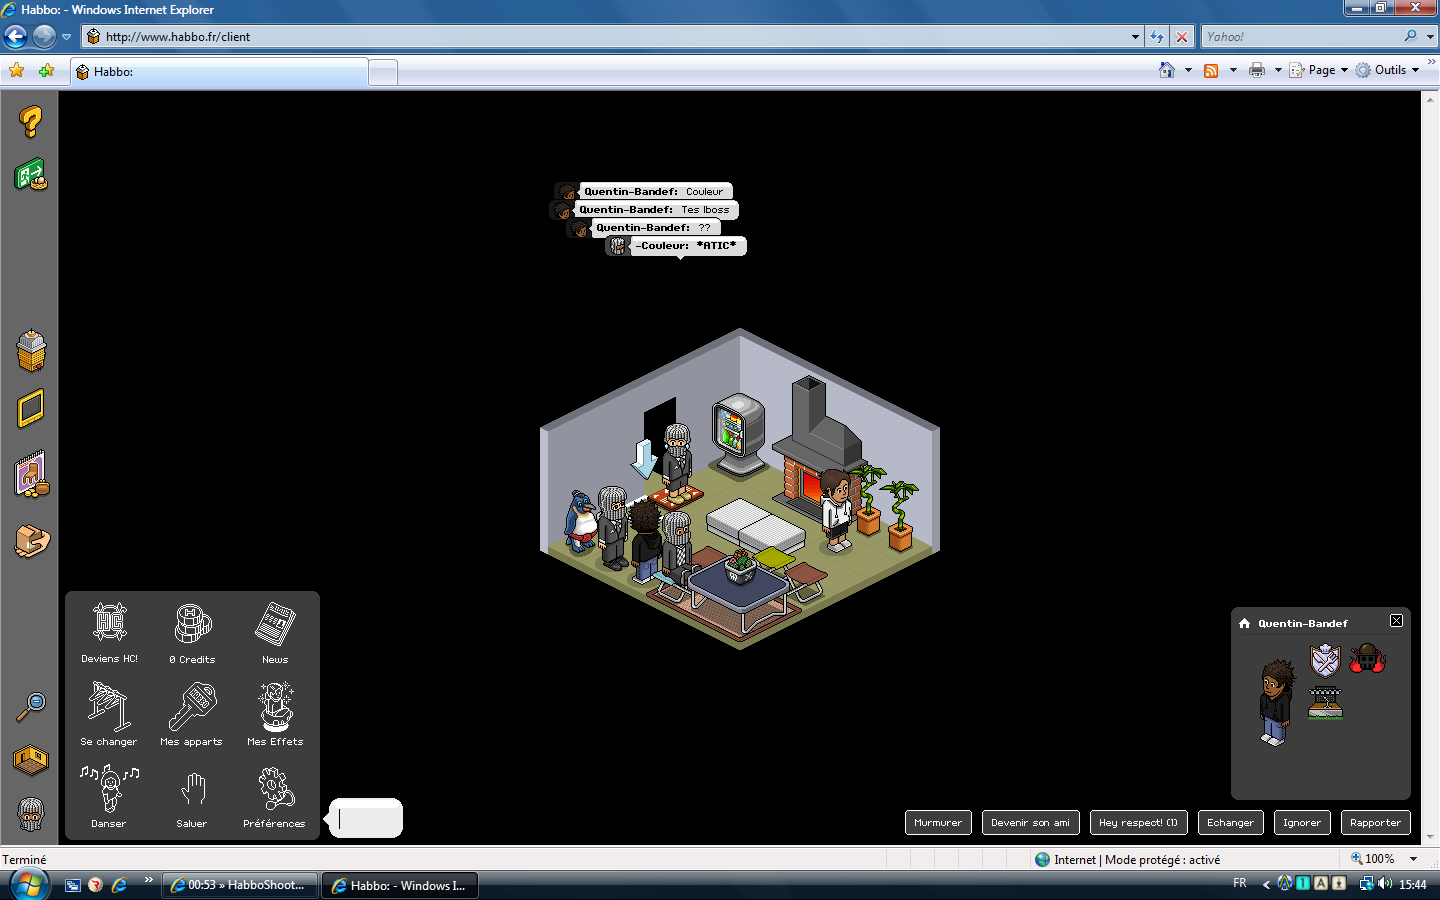 Habbo: - Windows Internet Explorer
http://www.habbo.fr/client
Yahoo!
Habbo:
Page
Outils
Quentin-Bandef: Couleur
Quentin-Bandef: Tes lboss
Quentin-Bandef: ??
-Couleur: *ATIC*
Deviens HC!
0 Credits
News
Se changer
Mes apparts
Mes Effets
Danser
Saluer
Préférences
Quentin-Bandef
Murmurer
Devenir son ami
Hey respect! (1)
Echanger
Ignorer
Rapporter
Terminé
Internet | Mode protégé : activé
100%
00:53 » HabboShoot...
Habbo: - Windows I...
FR
1
A
15:44